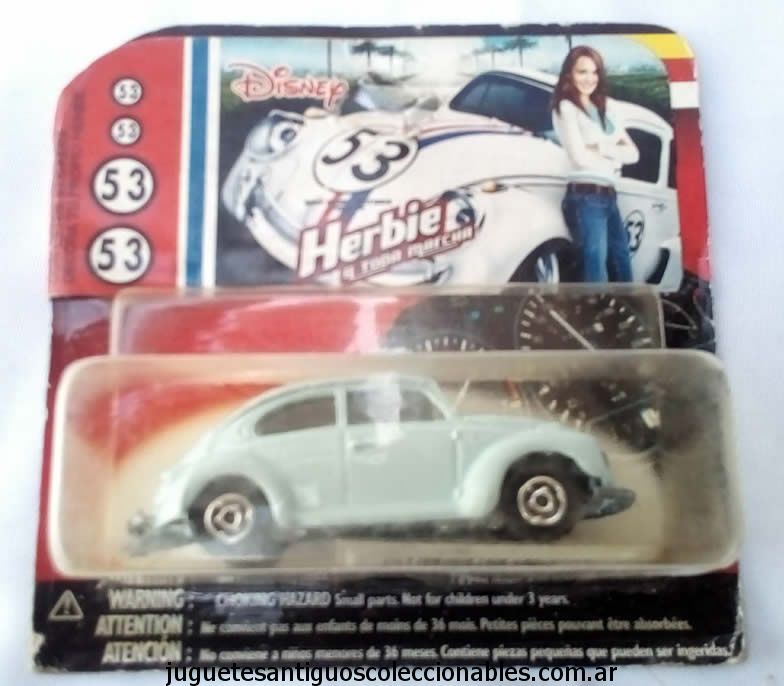 Disney
53
53
53
53
53
53
Herbie
A toda marcha
WARNING : CHOKING HAZARD Small parts. Not for children under 3 years.
ATTENTION : Ne convient pas aux enfants de moins de 36 mois. Petites pièces pouvant être absorbées.
ATENCIÓN : No conviene a niños menores de 36 meses. Contiene piezas pequeñas que pueden ser ingeridas.
juguetesantiguoscoleccionables.com.ar